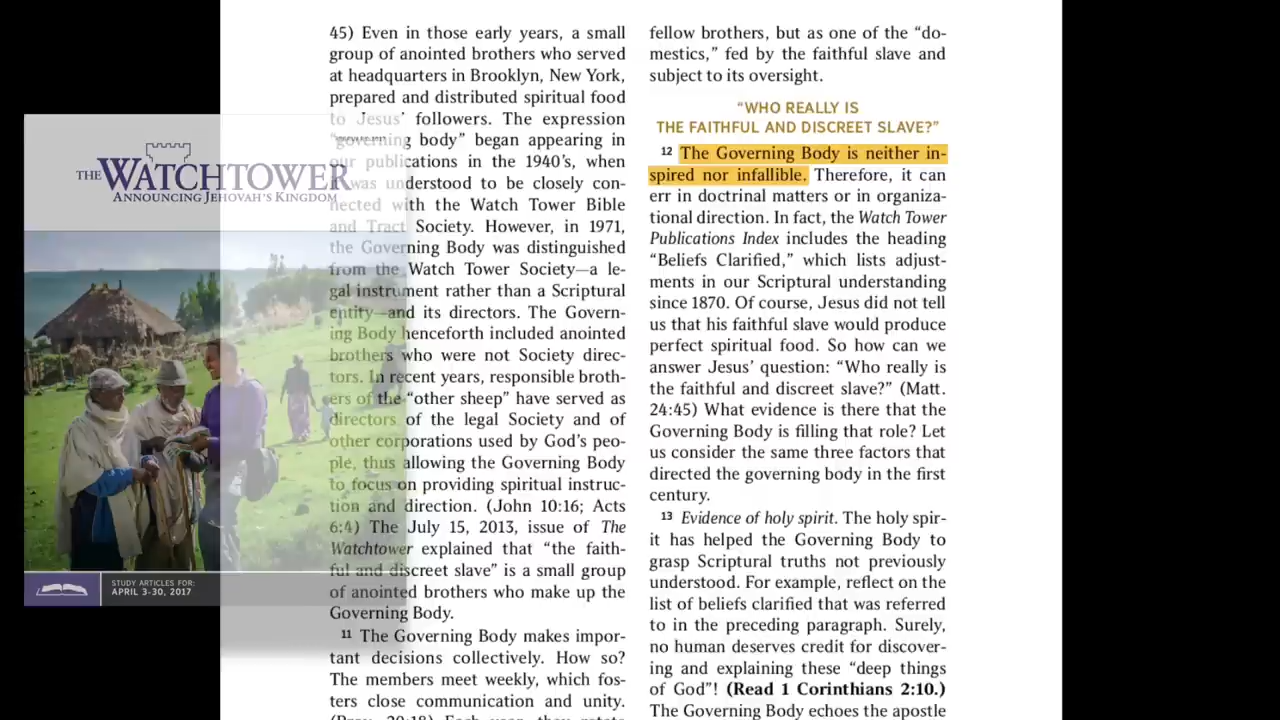 THE WATCHTOWER
ANNOUNCING JEHOVAH'S KINGDOM
STUDY ARTICLES FOR:
APRIL 3-30, 2017
45) Even in those early years, a small
group of anointed brothers who served
at headquarters in Brooklyn, New York,
prepared and distributed spiritual food
to Jesus' followers. The expression
“governing body” began appearing in
our publications in the 1940's, when
it was understood to be closely con-
nected with the Watch Tower Bible
and Tract Society. However, in 1971,
the Governing Body was distinguished
from the Watch Tower Society—a le-
gal instrument rather than a Scriptural
entity—and its directors. The Govern-
ing Body henceforth included anointed
brothers who were not Society direc-
tors. In recent years, responsible broth-
ers of the “other sheep” have served as
directors of the legal Society and of
other corporations used by God's peo-
ple, thus allowing the Governing Body
to focus on providing spiritual instruc-
tion and direction. (John 10:16; Acts
6:4) The July 15, 2013, issue of The
Watchtower explained that “the faith-
ful and discreet slave” is a small group
of anointed brothers who make up the
Governing Body.
11 The Governing Body makes impor-
tant decisions collectively. How so?
The members meet weekly, which fos-
ters close communication and unity.
fellow brothers, but as one of the “do-
mestics,” fed by the faithful slave and
subject to its oversight.
“WHO REALLY IS
THE FAITHFUL AND DISCREET SLAVE?”
12 The Governing Body is neither in-
spired nor infallible. Therefore, it can
err in doctrinal matters or in organiza-
tional direction. In fact, the Watch Tower
Publications Index includes the heading
“Beliefs Clarified,” which lists adjust-
ments in our Scriptural understanding
since 1870. Of course, Jesus did not tell
us that his faithful slave would produce
perfect spiritual food. So how can we
answer Jesus' question: “Who really is
the faithful and discreet slave?” (Matt.
24:45) What evidence is there that the
Governing Body is filling that role? Let
us consider the same three factors that
directed the governing body in the first
century.
13 Evidence of holy spirit. The holy spir-
it has helped the Governing Body to
grasp Scriptural truths not previously
understood. For example, reflect on the
list of beliefs clarified that was referred
to in the preceding paragraph. Surely,
no human deserves credit for discover-
ing and explaining these “deep things
of God”! (Read 1 Corinthians 2:10.)
The Governing Body echoes the apostle